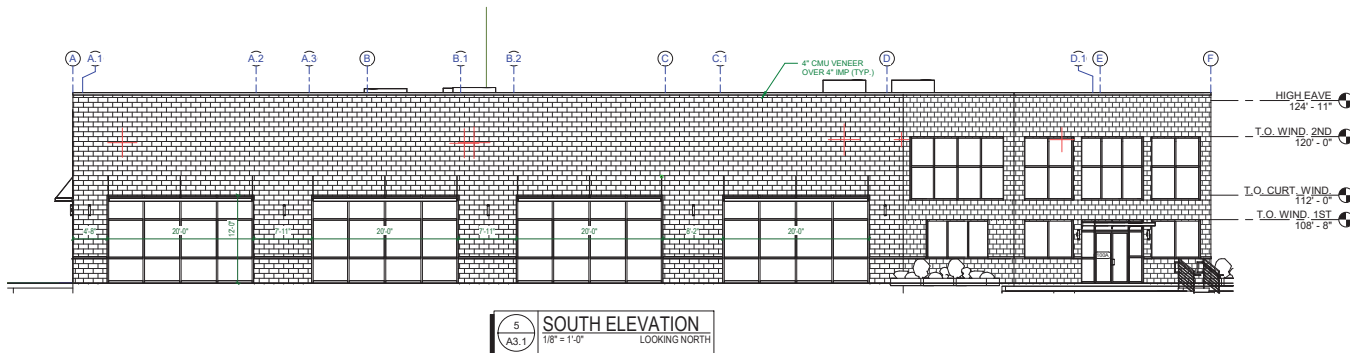 A
A.1
A.2
A.3
B
B.1
B.2
C
C.1
D
D.1
E
F
4" CMU VENEER
OVER 4" IMP (TYP.)
HIGH EAVE
124' - 11"
T.O. WIND. 2ND
120' - 0"
T.O. CURT. WIND.
112' - 0"
T.O. WIND. 1ST
108' - 8"
4'-8"
20'-0"
12'-0"
7'-11"
20'-0"
7'-11"
20'-0"
8'-2"
20'-0"
100A
5
A3.1
SOUTH ELEVATION
1/8" = 1'-0"
LOOKING NORTH